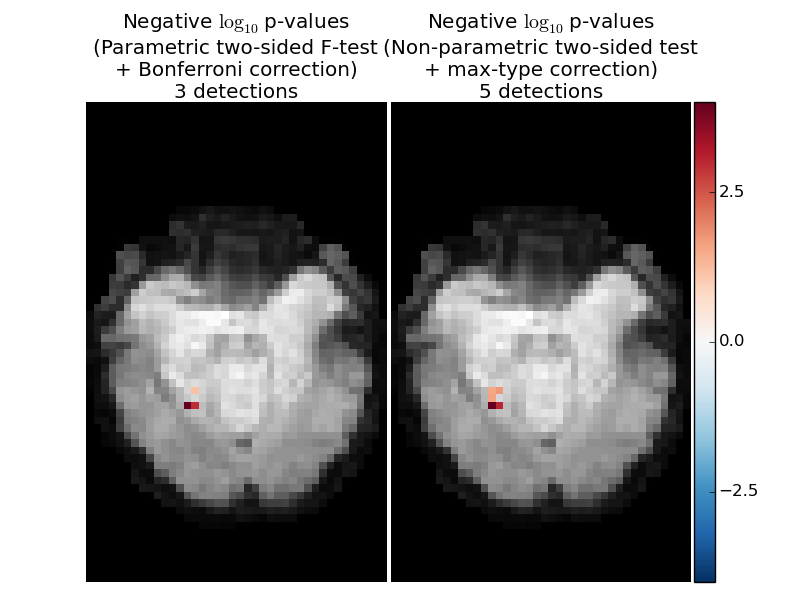 Negative log10 p-values
(Parametric two-sided F-test
+ Bonferroni correction)
3 detections
Negative log10 p-values
(Non-parametric two-sided test
+ max-type correction)
5 detections
2.5
0.0
−2.5